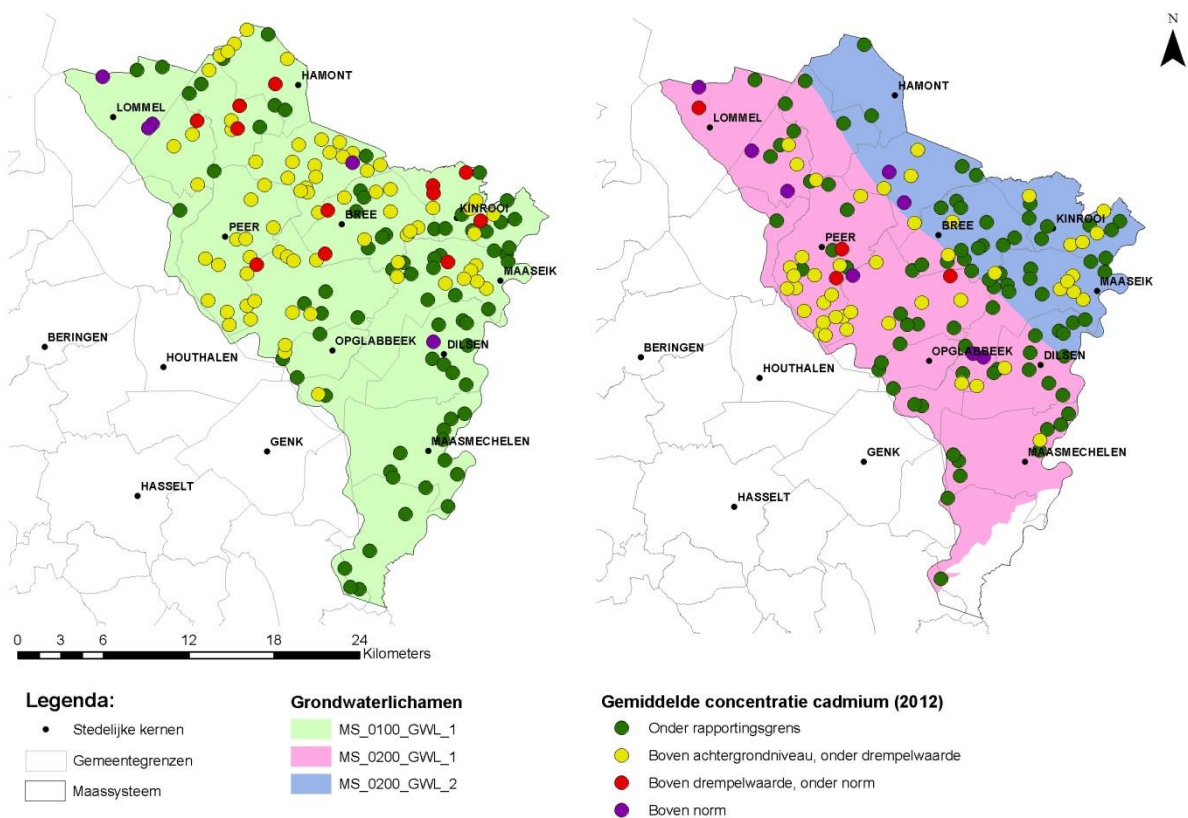 HAMONT
LOMMEL
KINROOI
PEER
BREE
MAASEIK
BERINGEN
OPGLABBEEK
DILSEN
HOUTHALEN
GENK
MAASMECHELEN
HASSELT
0 3 6 12 18 24
Kilometers
N
HAMONT
LOMMEL
KINROOI
BREE
PEER
MAASEIK
BERINGEN
OPGLABBEEK
DILSEN
HOUTHALEN
GENK
MAASMECHELEN
HASSELT
Legenda:
Stedelijke kernen
Gemeentegrenzen
Maassysteem
Grondwaterlichamen
MS_0100_GWL_1
MS_0200_GWL_1
MS_0200_GWL_2
Gemiddelde concentratie cadmium (2012)
Onder rapportingsgrens
Boven achtergrondniveau, onder drempelwaarde
Boven drempelwaarde, onder norm
Boven norm